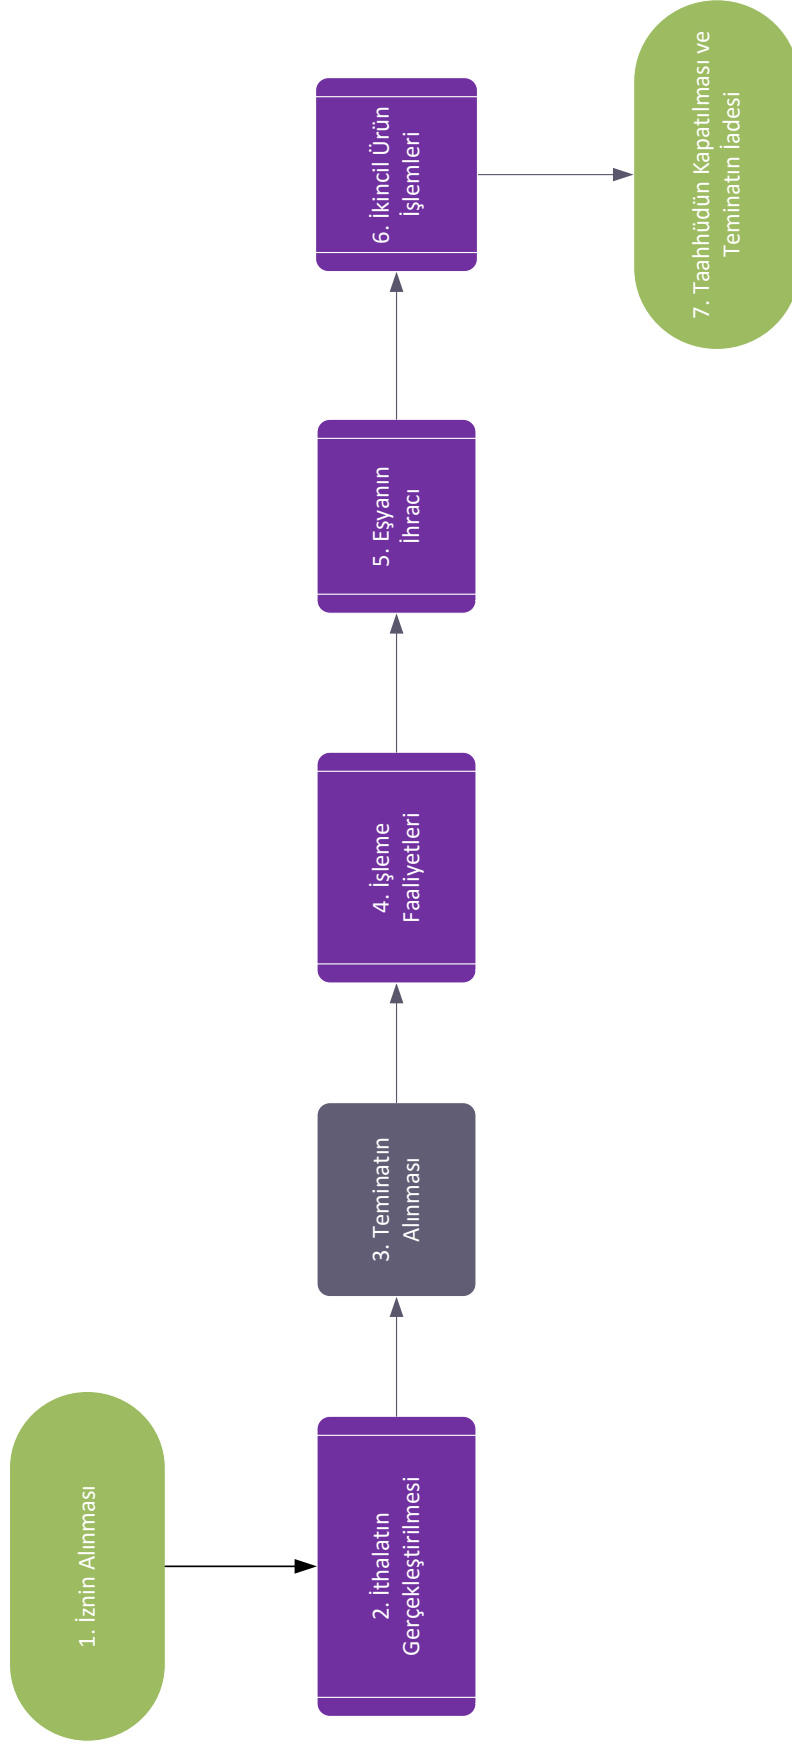 1. İznin Alınması
2. İthalatın
Gerçekleştirilmesi
3. Teminatın
Alınması
4. İşleme
Faaliyetleri
5. Eşyanın
İhracı
6. İkincil Ürün
İşlemleri
7. Taahhüdün Kapatılması ve
Teminatın İadesi